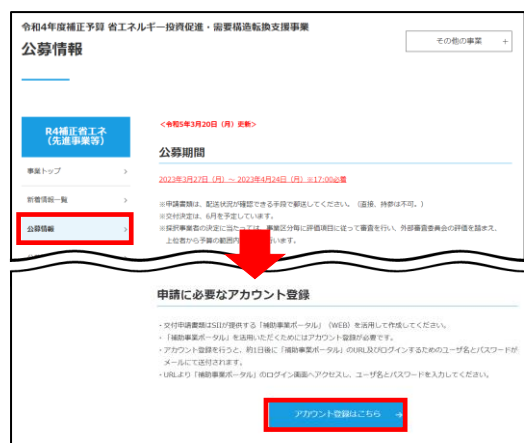 令和4年度補正予算 省エネルギー投資促進・需要構造転換支援事業
公募情報
その他の事業 +
R4補正省エネ
(先進事業等)
事業トップ >
新着情報一覧 >
公募情報 >
<令和5年3月20日（月）更新>
公募期間
2023年3月27日（月）～ 2023年4月24日（月）※17:00必着
※申請書類は、配送状況が確認できる手段で郵送してください。（直接、持参は不可。）
※交付決定は、6月を予定しています。
※採択事業者の決定に当たっては、事業区分毎に評価項目に従って審査を行い、外部審査委員会の評価を踏まえ、
上位者から予算の範囲内 います。
申請に必要なアカウント登録
・交付申請書類はSIIが提供する「補助事業ポータル」（WEB）を活用して作成してください。
・「補助事業ポータル」を活用いただくためにはアカウント登録が必要です。
・アカウント登録を行うと、約1日後に「補助事業ポータル」のURL及びログインするためのユーザ名とパスワードが
メールにて送付されます。
・URLより「補助事業ポータル」のログイン画面へアクセスし、ユーザ名とパスワードを入力してください。
アカウント登録はこちら →